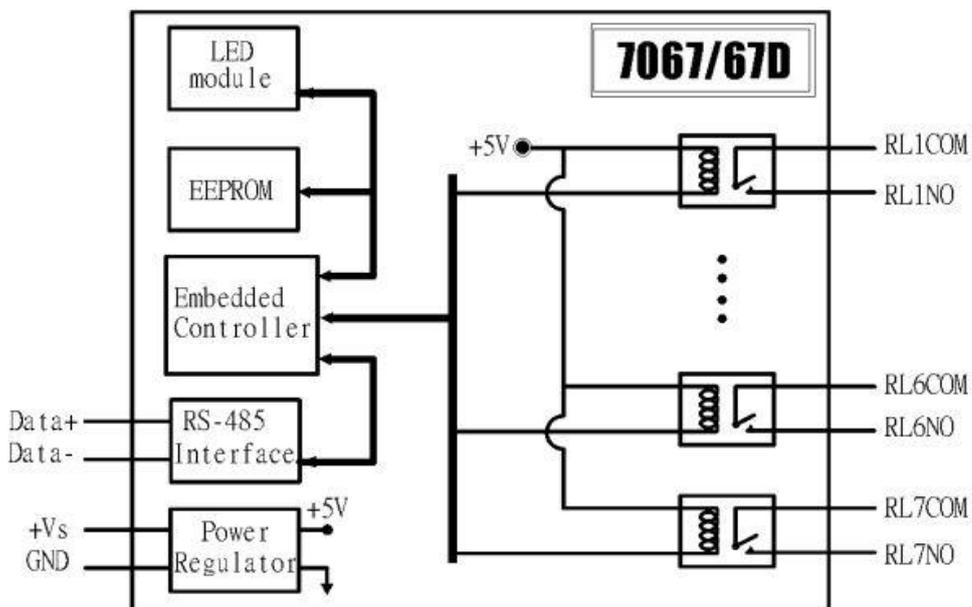 LED
module
7067/67D
+5V
RL1COM
EEPROM
RL1NO
Embedded
Controller
RL6COM
Data+
RS-485
RL6NO
Data-
Interface
RL7COM
+5V
+Vs
Power
RL7NO
GND
Regulator